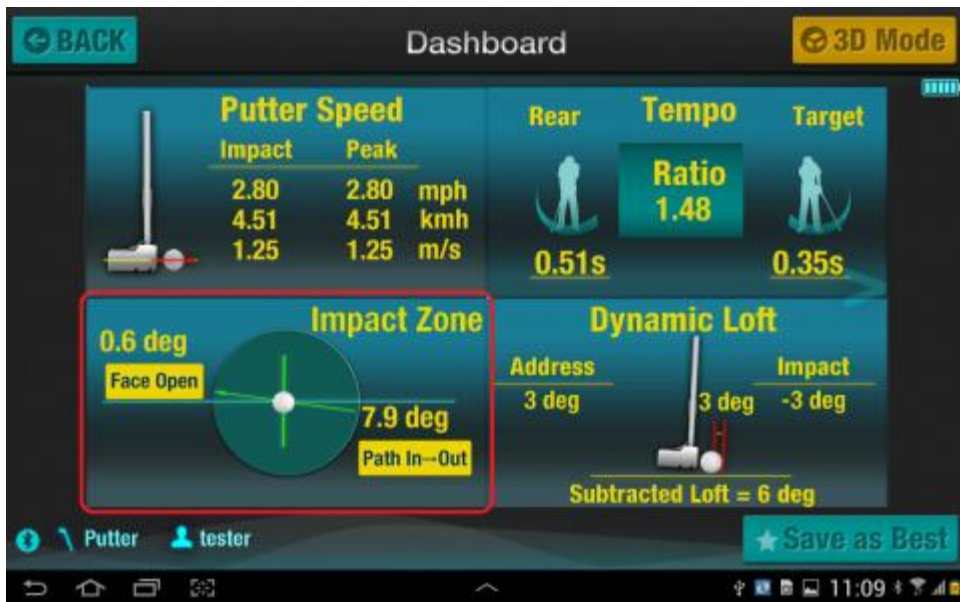 BACK
Dashboard
3D Mode
Putter Speed
Impact Peak
2.80 2.80 mph
4.51 4.51 kmh
1.25 1.25 m/s
Rear Tempo Target
Ratio
1.48
0.51s 0.35s
Impact Zone
0.6 deg
Face Open
7.9 deg
Path In→Out
Dynamic Loft
Address Impact
3 deg 3 deg -3 deg
Subtracted Loft = 6 deg
Putter tester
Save as Best
11:09